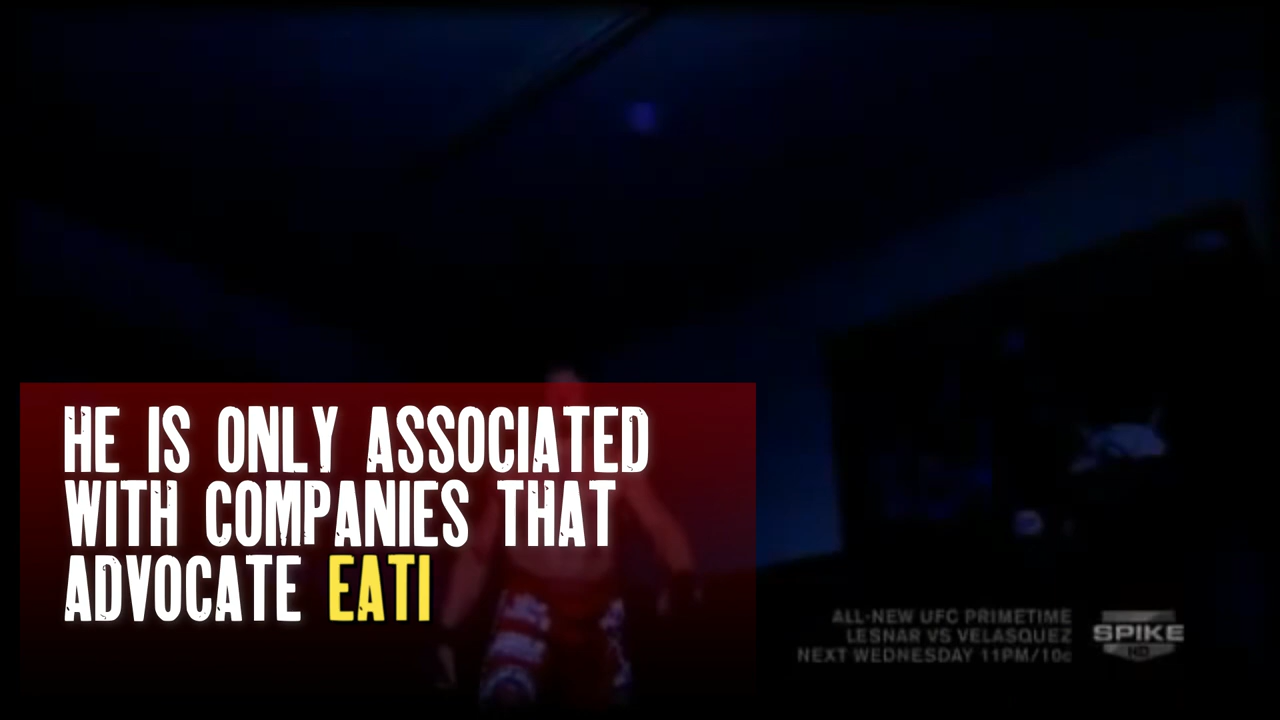 HE IS ONLY ASSOCIATED
WITH COMPANIES THAT
ADVOCATE EATI
ALL-NEW UFC PRIMETIME
LESNAR VS VELASQUEZ
NEXT WEDNESDAY 11PM/10c
SPIKE
HD